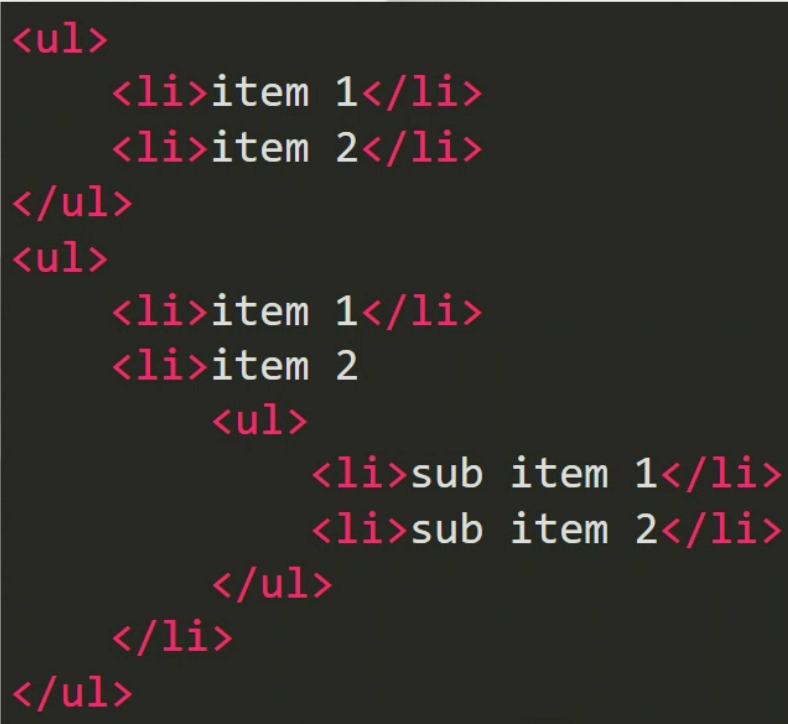 <ul>
    <li>item 1</li>
    <li>item 2</li>
</ul>
<ul>
    <li>item 1</li>
    <li>item 2
        <ul>
            <li>sub item 1</li>
            <li>sub item 2</li>
        </ul>
    </li>
</ul>